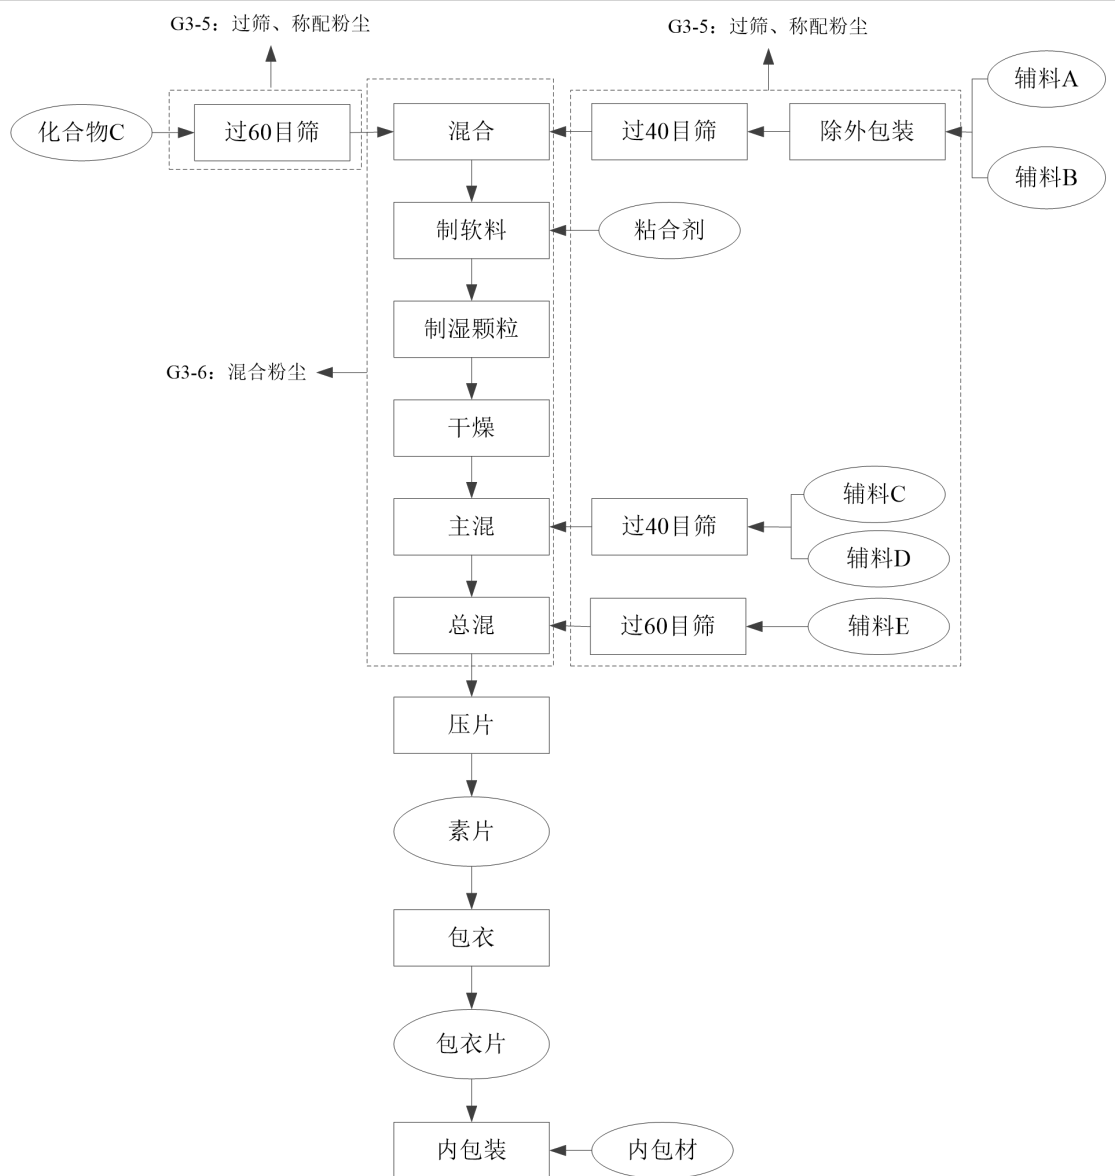 G3-5：过筛、称配粉尘
G3-5：过筛、称配粉尘
化合物C
过60目筛
混合
过40目筛
除外包装
辅料A
辅料B
制软料
粘合剂
制湿颗粒
G3-6：混合粉尘
干燥
主混
过40目筛
辅料C
辅料D
总混
过60目筛
辅料E
压片
素片
包衣
包衣片
内包装
内包材